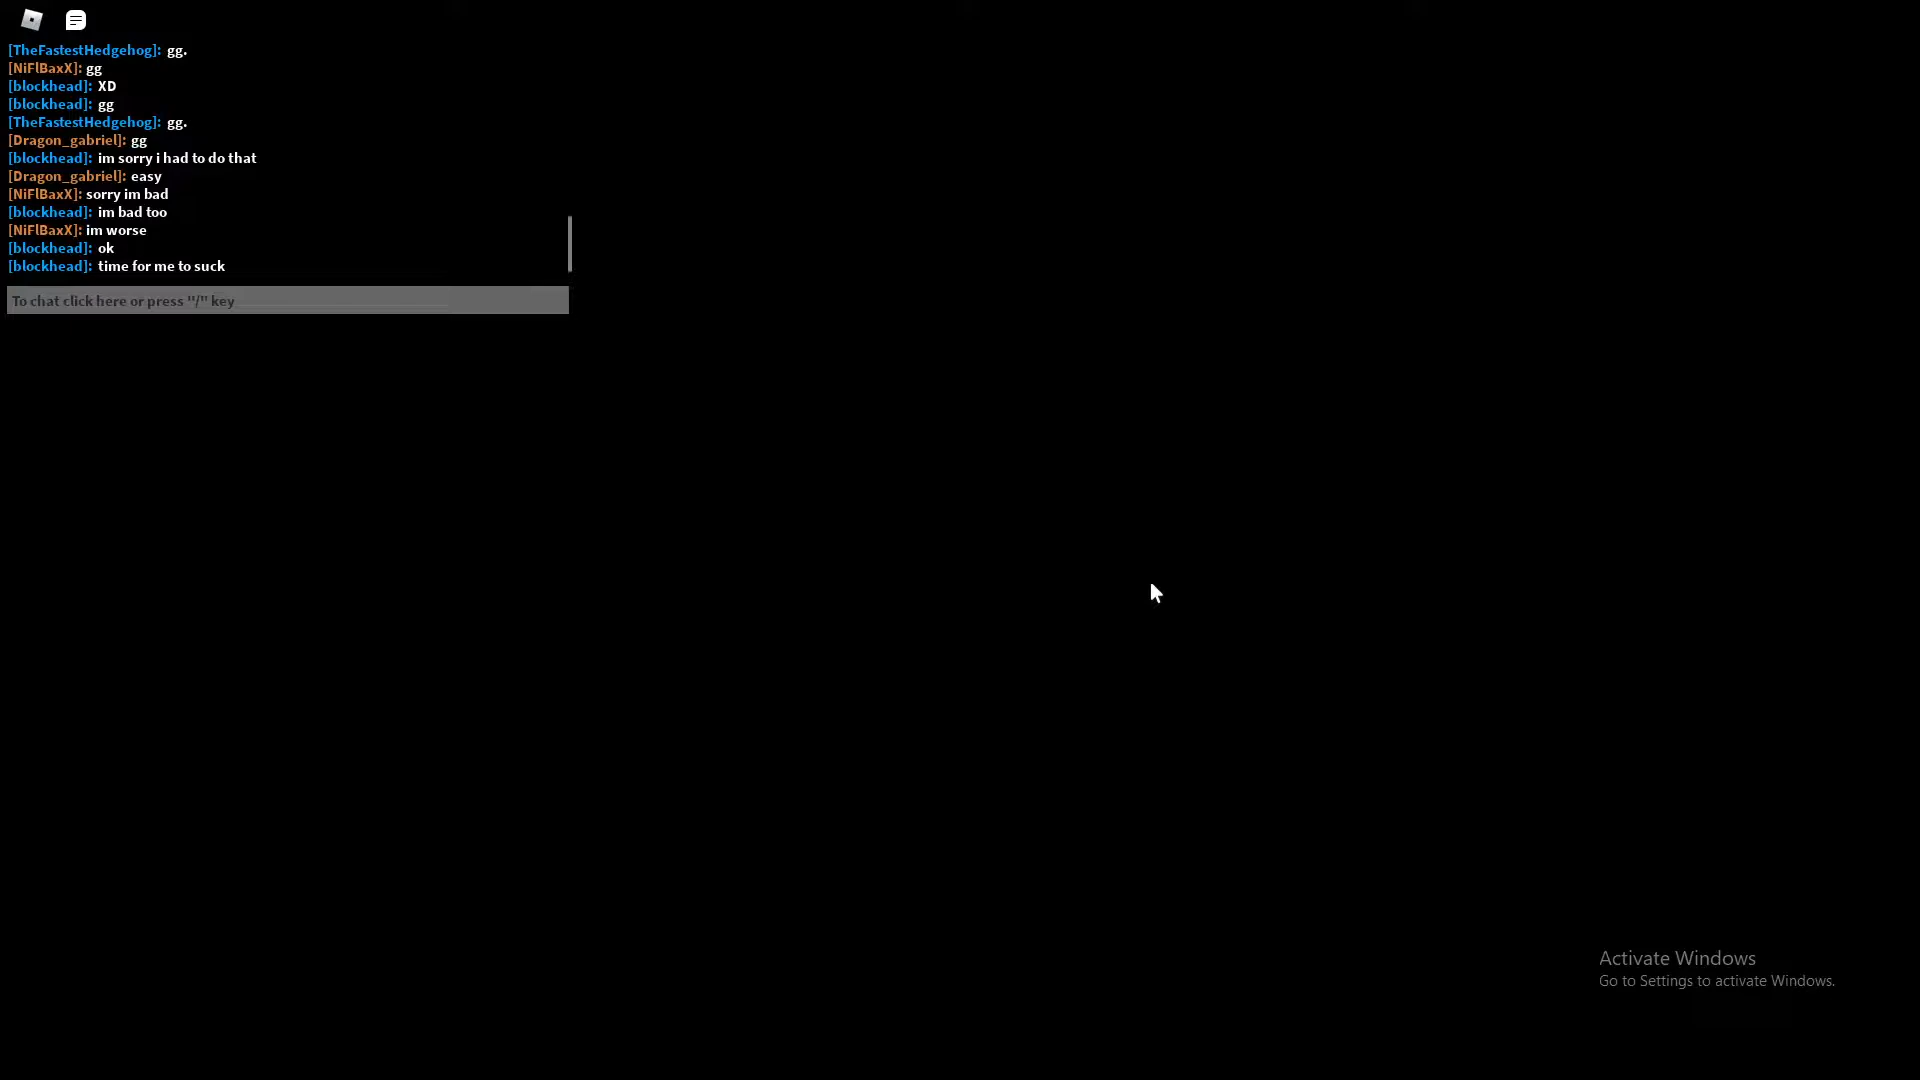 [TheFastestHedgehog]: gg.
[NiFlBaxX]: gg
[blockhead]: XD
[blockhead]: gg
[TheFastestHedgehog]: gg.
[Dragon_gabriel]: gg
[blockhead]: im sorry i had to do that
[Dragon_gabriel]: easy
[NiFlBaxX]: sorry im bad
[blockhead]: im bad too
[NiFlBaxX]: im worse
[blockhead]: ok
[blockhead]: time for me to suck
To chat click here or press "/" key
Activate Windows
Go to Settings to activate Windows.